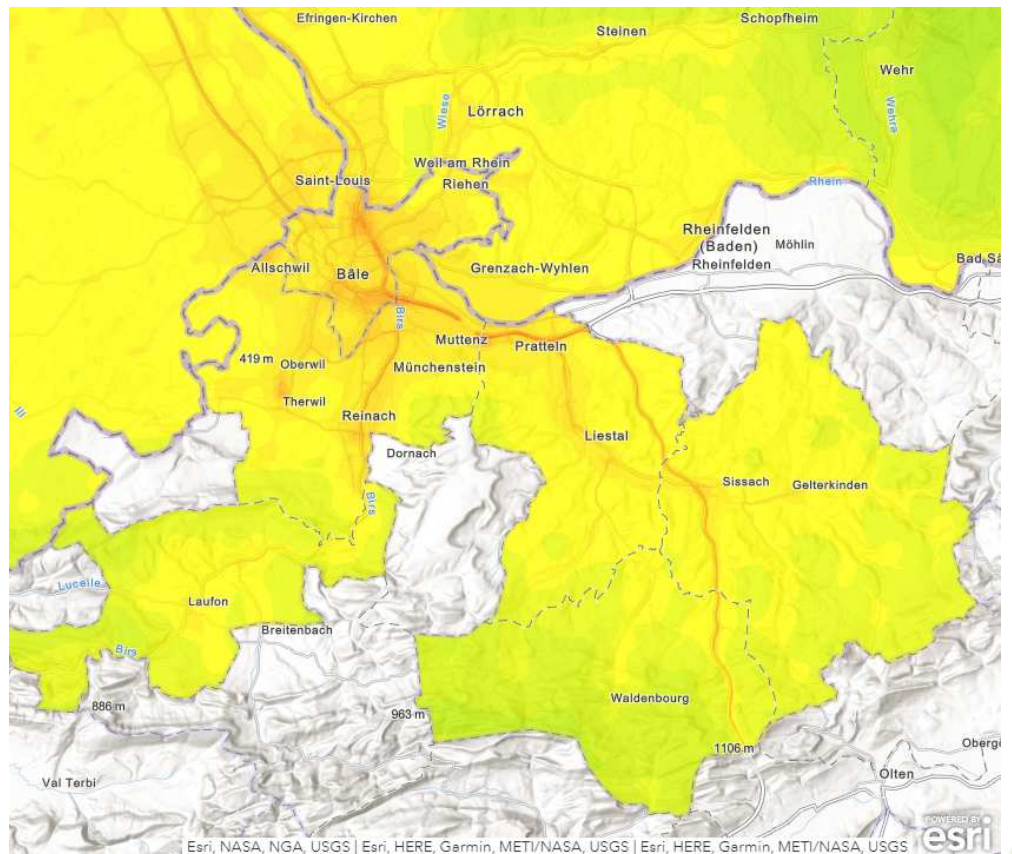 Efringen-Kirchen
Schopfheim
Steinen
Wehr
Wehra
Wiese
Lörrach
Weil am Rhein
Saint-Louis
Riehen
Rhein
Rheinfelden
(Baden)
Möhlin
Rheinfelden
Bad Sä
Allschwil
Bâle
Grenzach-Wyhlen
Birs
Muttenz
Pratteln
419 m
Oberwil
Münchenstein
Therwil
Reinach
Ill
Liestal
Dornach
Sissach
Gelterkinden
Birs
Lucelle
Laufon
Breitenbach
Birs
Waldenbourg
886 m
963 m
1106 m
Oberg
Val Terbi
Olten
POWERED BY
esri
Esri, NASA, NGA, USGS | Esri, HERE, Garmin, METI/NASA, USGS | Esri, HERE, Garmin, METI/NASA, USGS